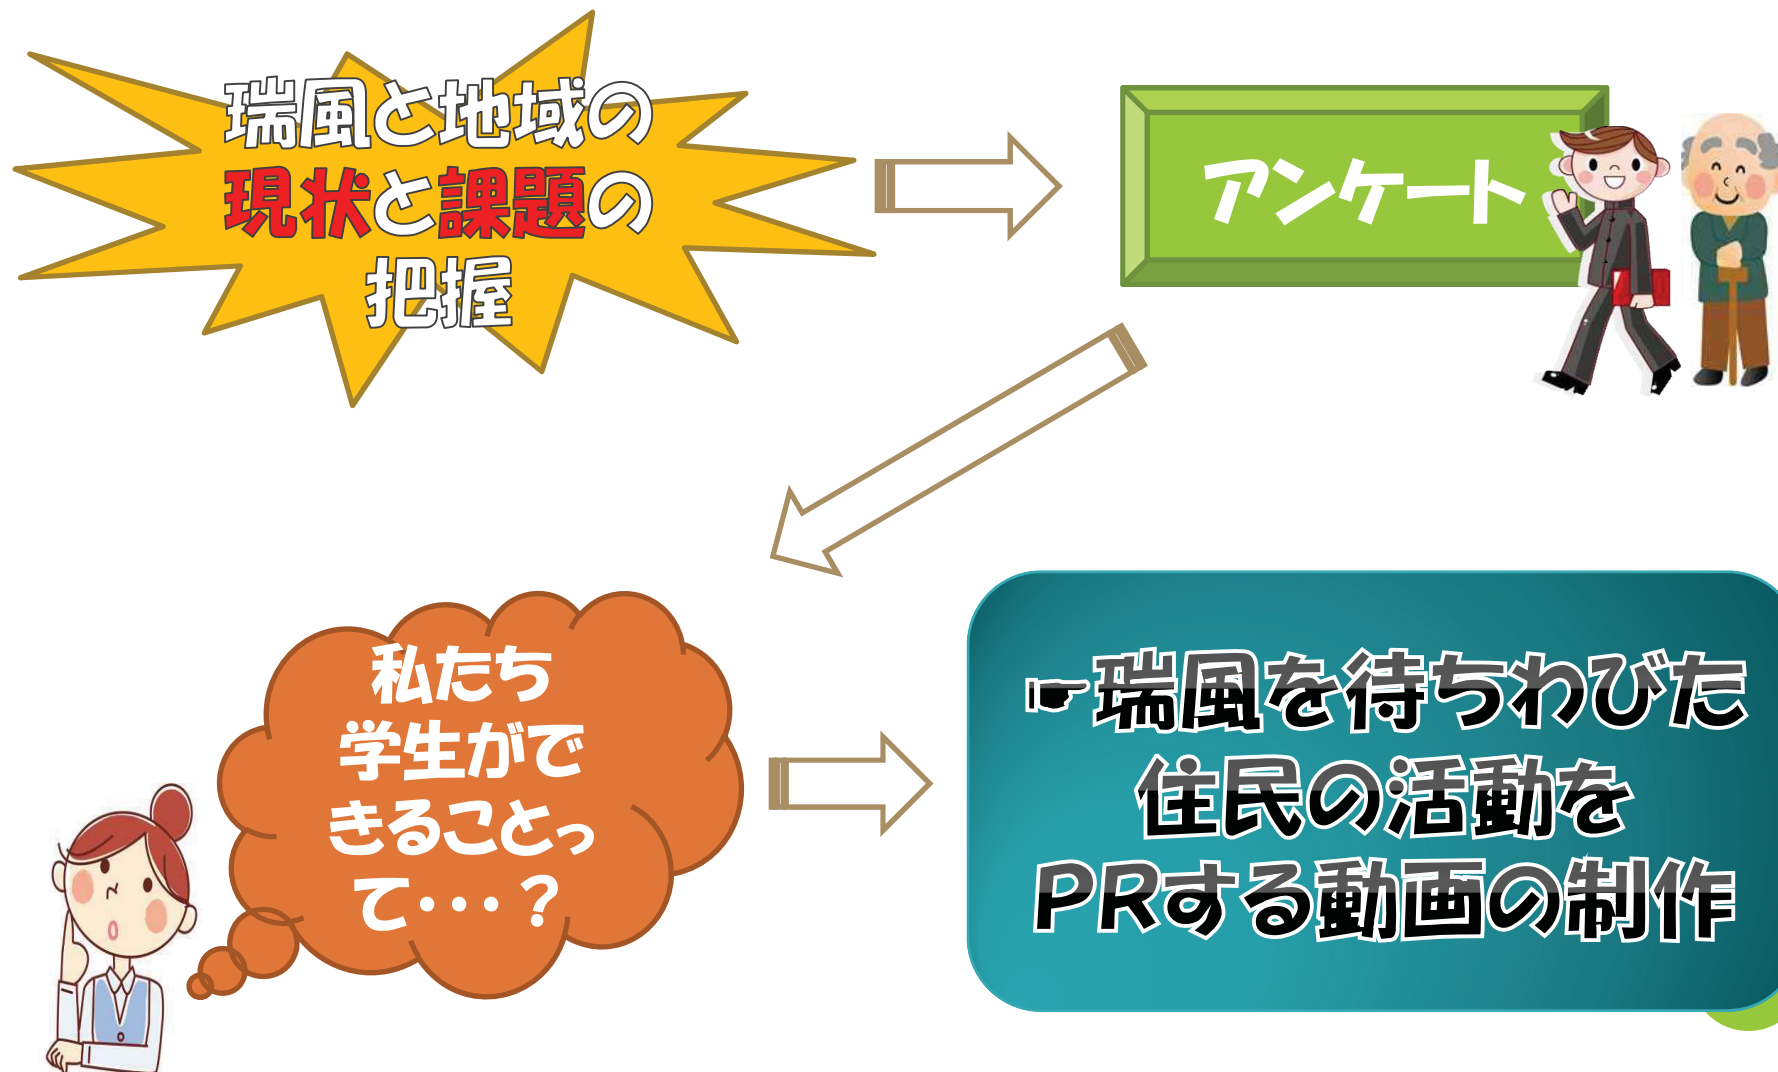 瑞風と地域の
現状と課題の
把握
アンケート
私たち
学生がで
きることっ
て・・・？
☛瑞風を待ちわびた
住民の活動を
PRする動画の制作